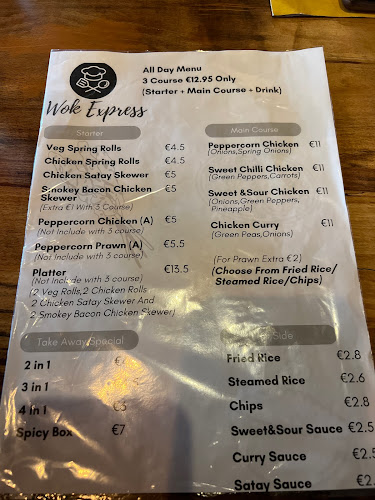 All Day Menu
3 Course €12.95 Only
(Starter + Main Course + Drink)
Wok Express
Starter
Veg Spring Rolls €4.5
Chicken Spring Rolls €4.5
Chicken Satay Skewer €5
Smokey Bacon Chicken €5
Skewer
(Extra €1 With 3 Course)
Peppercorn Chicken (A) €5
(Not Include with 3 course)
Peppercorn Prawn (A) €5.5
(Not Include with 3 course)
Platter €13.5
(Not Include with 3 course)
(2 Veg Rolls,2 Chicken Rolls
2 Chicken Satay Skewer And
2 Smokey Bacon Chicken Skewer)
Main Course
Peppercorn Chicken €11
(Onions,Spring Onions)
Sweet Chilli Chicken €11
(Green Peppers,Carrots)
Sweet &Sour Chicken €11
(Onions,Green Peppers,
Pineapple)
Chicken Curry €11
(Green Peas,Onions)
(For Prawn Extra €2)
(Choose From Fried Rice/
Steamed Rice/Chips)
Take Away Special
2 in 1 €
3 in 1
4 in 1 €5
Spicy Box €7
Side
Fried Rice €2.8
Steamed Rice €2.6
Chips €2.8
Sweet&Sour Sauce €2.5
Curry Sauce €2.5
Satay Sauce €2.